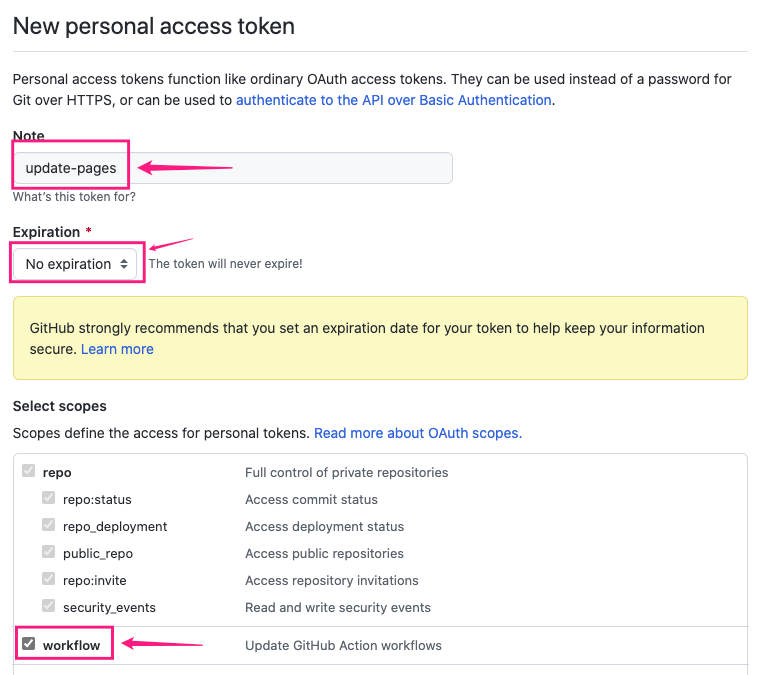 New personal access token
Personal access tokens function like ordinary OAuth access tokens. They can be used instead of a password for
Git over HTTPS, or can be used to authenticate to the API over Basic Authentication.
Note
update-pages
What's this token for?
Expiration *
No expiration The token will never expire!
GitHub strongly recommends that you set an expiration date for your token to help keep your information
secure. Learn more
Select scopes
Scopes define the access for personal tokens. Read more about OAuth scopes.
repo Full control of private repositories
repo:status Access commit status
repo_deployment Access deployment status
public_repo Access public repositories
repo:invite Access repository invitations
security_events Read and write security events
workflow Update GitHub Action workflows